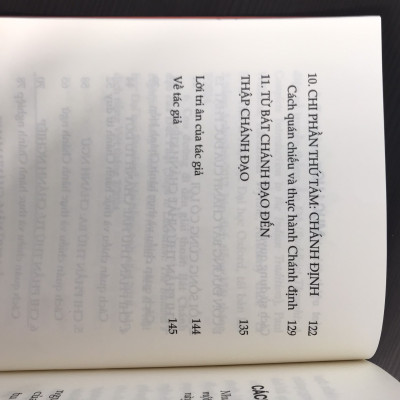 10. CHI PHẦN THỨ TÁM: CHÁNH ĐỊNH 122
Cách quán chiếu và thực hành Chánh định 129
11. TỪ BÁT CHÁNH ĐẠO ĐẾN
THẬP CHÁNH ĐẠO 135
Lời tri ân của tác giả 144
Về tác giả 145